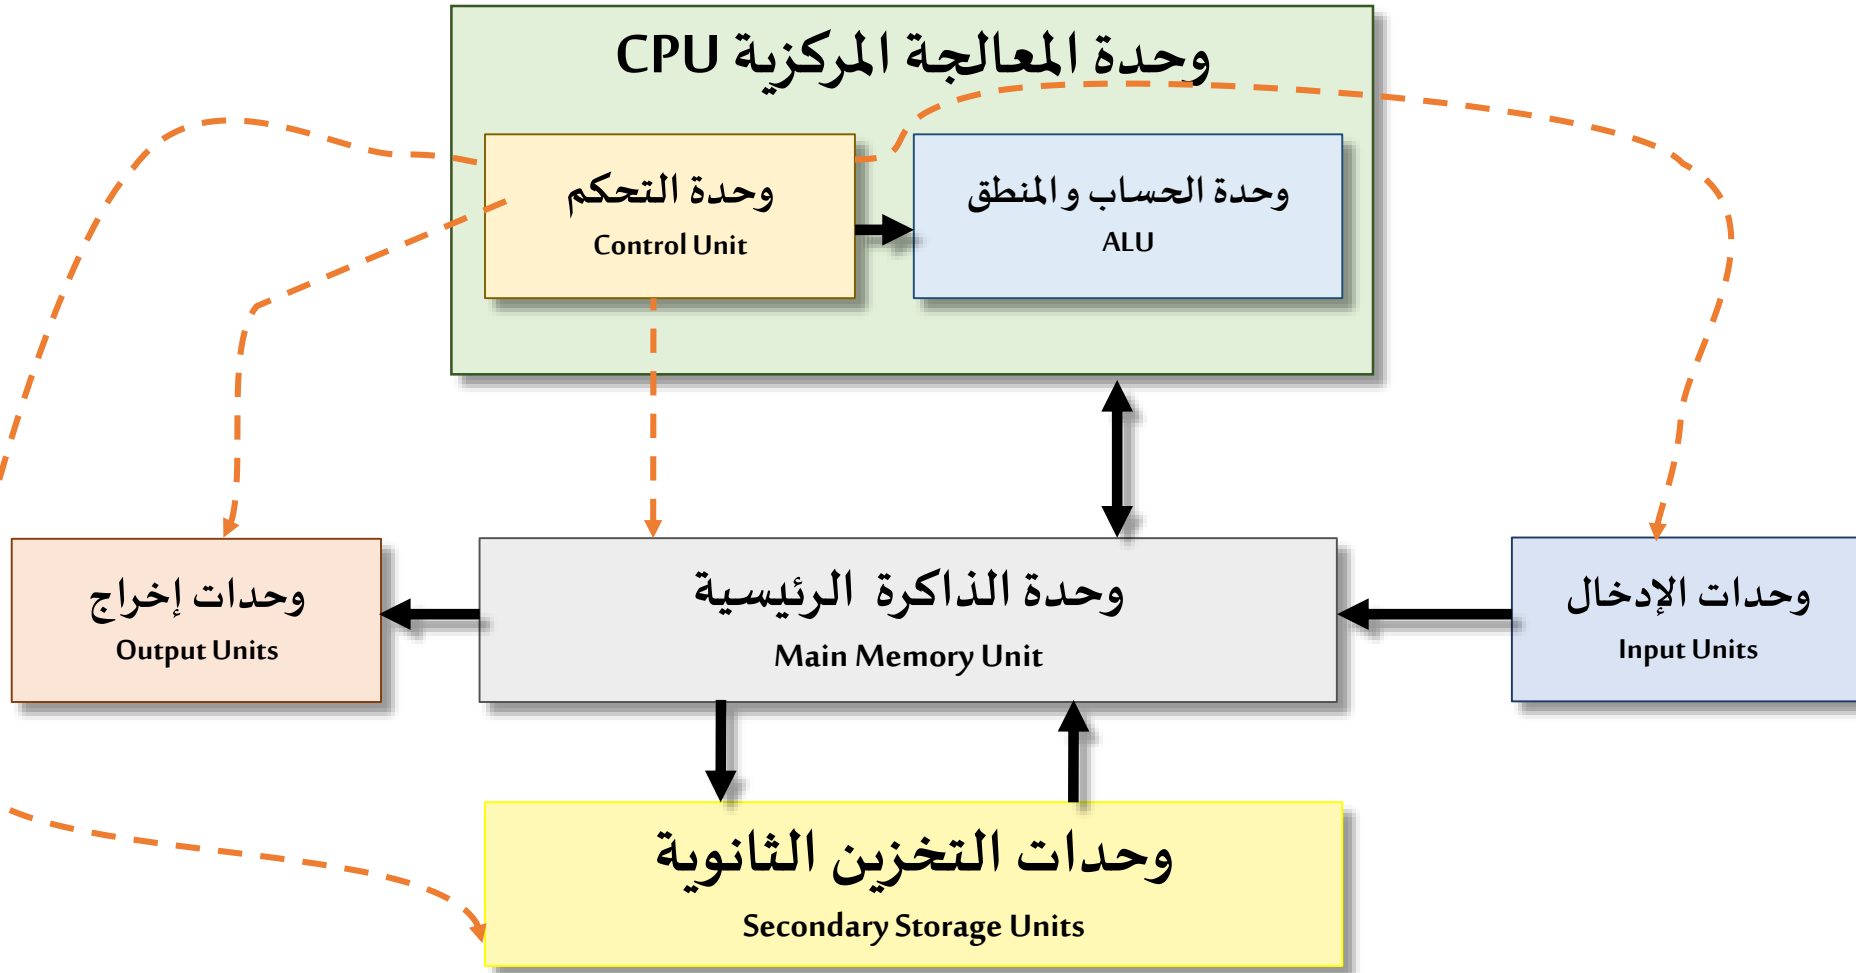 وحدة المعالجة المركزية CPU
وحدة الحساب والمنطق
ALU
وحدة التحكم
Control Unit
وحدات الإدخال
Input Units
وحدة الذاكرة الرئيسية
Main Memory Unit
وحدات إخراج
Output Units
وحدات التخزين الثانوية
Secondary Storage Units